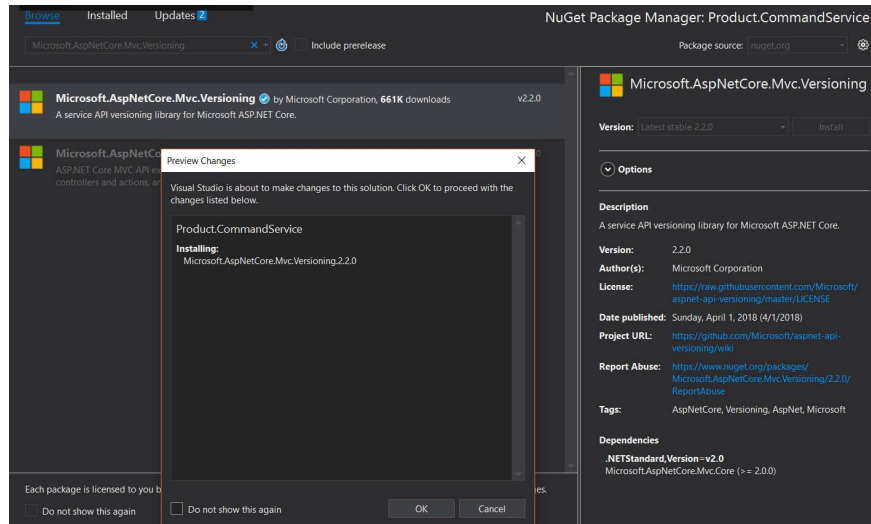 Browse Installed Updates 2
NuGet Package Manager: Product.CommandService
Microsoft.AspNetCore.Mvc.Versioning
Include prerelease
Package source: nuget.org
Microsoft.AspNetCore.Mvc.Versioning by Microsoft Corporation, 661K downloads v2.2.0
A service API versioning library for Microsoft ASP.NET Core.
Microsoft.AspNetCo
ASP.NET Core MVC API ex
controllers and actions, an
Preview Changes
Visual Studio is about to make changes to this solution. Click OK to proceed with the
changes listed below.
Product.CommandService
Installing:
Microsoft.AspNetCore.Mvc.Versioning.2.2.0
Do not show this again
OK Cancel
Each package is licensed to you b
es.
Do not show this again
Microsoft.AspNetCore.Mvc.Versioning
Version: Latest stable 2.2.0 Install
Options
Description
A service API versioning library for Microsoft ASP.NET Core.
Version: 2.2.0
Author(s): Microsoft Corporation
License: https://raw.githubusercontent.com/Microsoft/
aspnet-api-versioning/master/LICENSE
Date published: Sunday, April 1, 2018 (4/1/2018)
Project URL: https://github.com/Microsoft/aspnet-api-
versioning/wiki
Report Abuse: https://www.nuget.org/packages/
Microsoft.AspNetCore.Mvc.Versioning/2.2.0/
ReportAbuse
Tags: AspNetCore, Versioning, AspNet, Microsoft
Dependencies
.NETStandard,Version=v2.0
Microsoft.AspNetCore.Mvc.Core (>= 2.0.0)